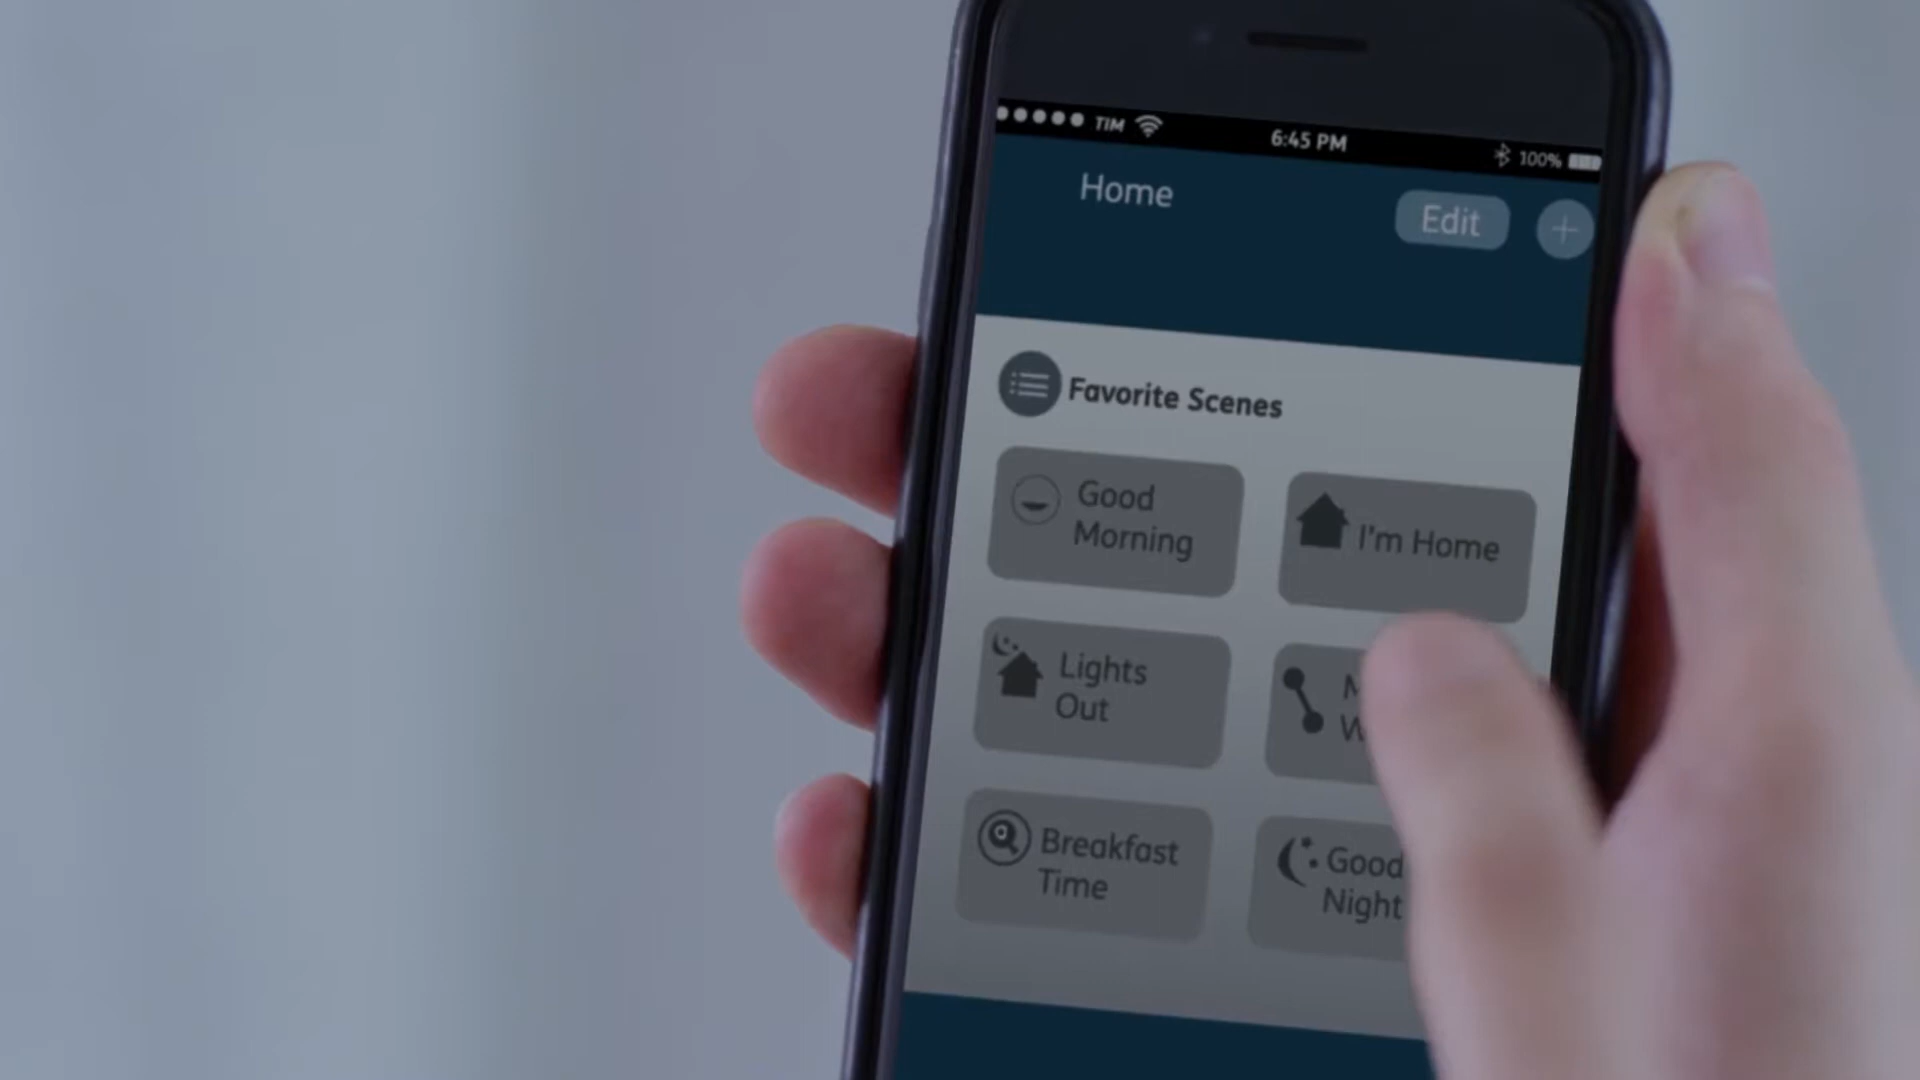 TIM 6:45 PM 100%
Home Edit +
Favorite Scenes
Good
Morning
I'm Home
Lights
Out
Breakfast
Time
Good
Night